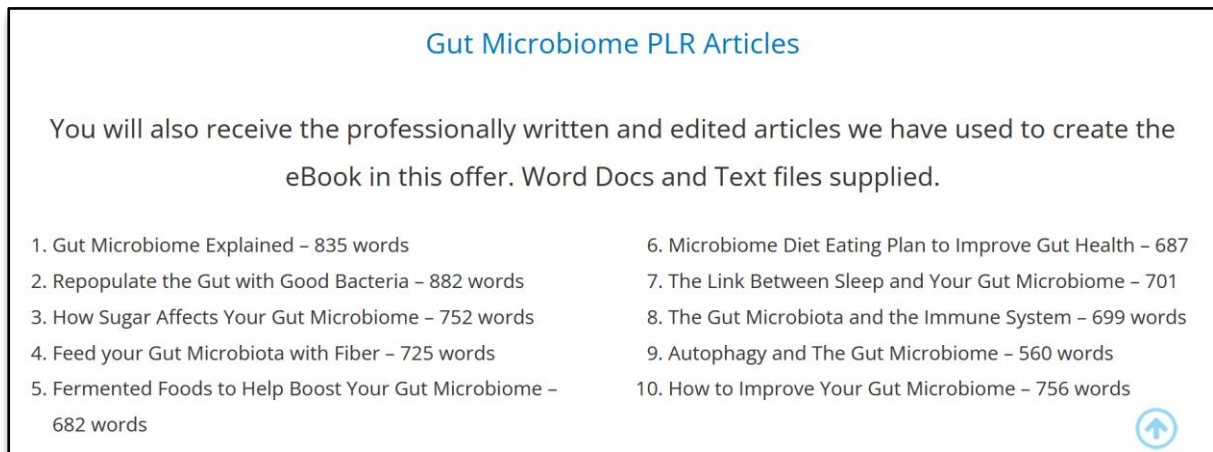 Gut Microbiome PLR Articles
You will also receive the professionally written and edited articles we have used to create the
eBook in this offer. Word Docs and Text files supplied.
1. Gut Microbiome Explained – 835 words
2. Repopulate the Gut with Good Bacteria – 882 words
3. How Sugar Affects Your Gut Microbiome – 752 words
4. Feed your Gut Microbiota with Fiber – 725 words
5. Fermented Foods to Help Boost Your Gut Microbiome –
682 words
6. Microbiome Diet Eating Plan to Improve Gut Health – 687
7. The Link Between Sleep and Your Gut Microbiome – 701
8. The Gut Microbiota and the Immune System – 699 words
9. Autophagy and The Gut Microbiome – 560 words
10. How to Improve Your Gut Microbiome – 756 words